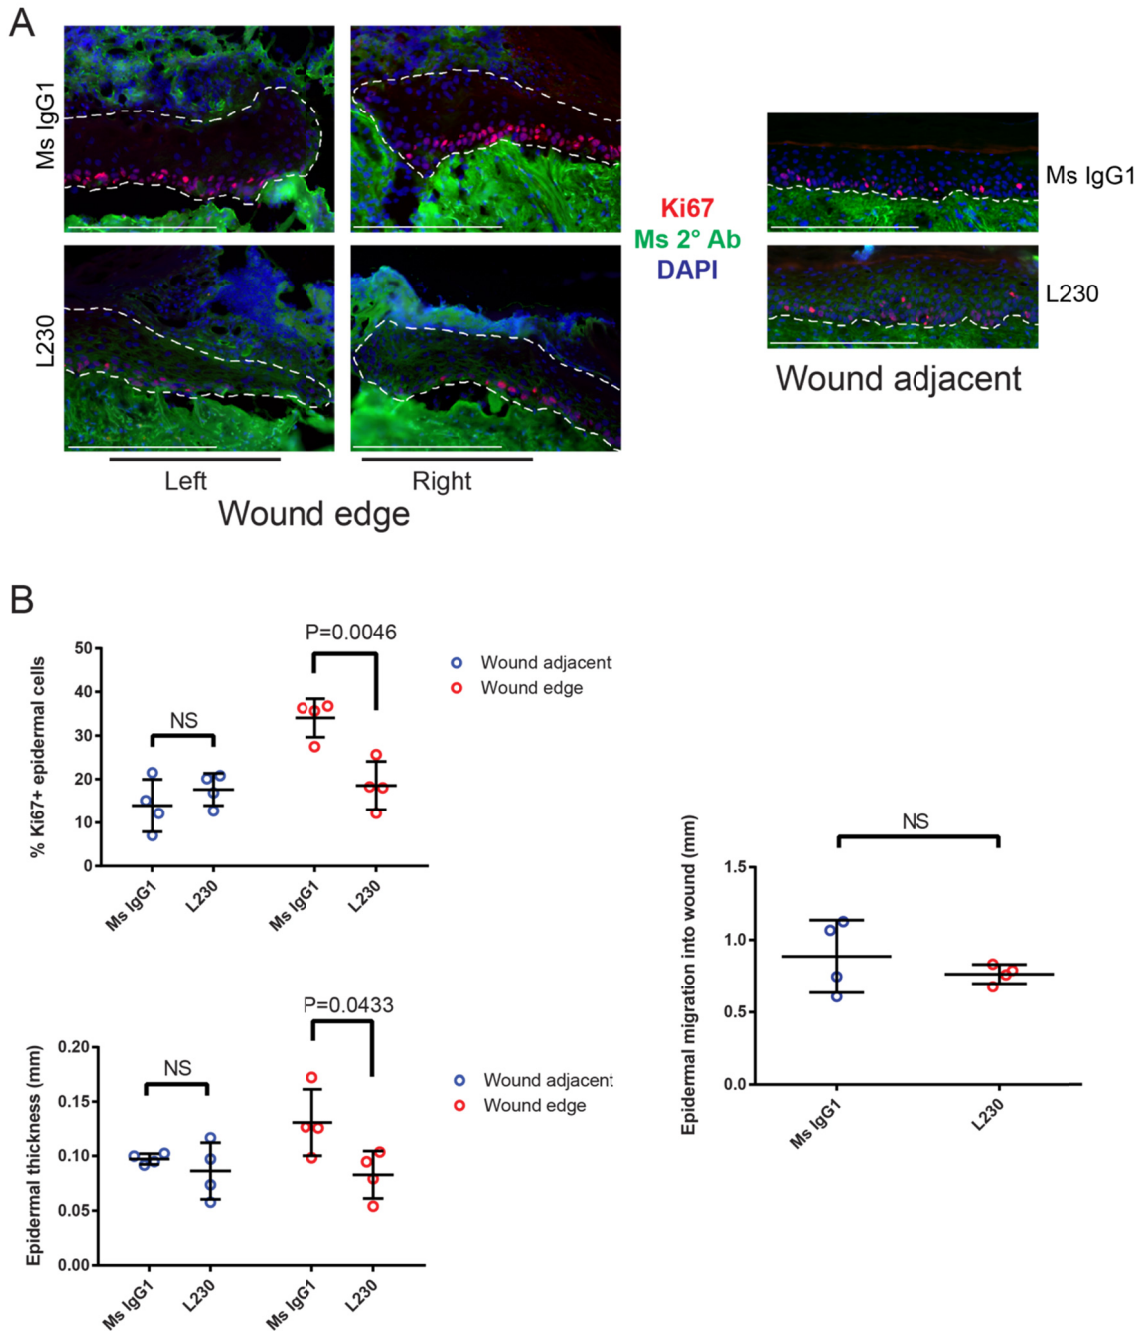 A
Ms IgG1
L230
Left
Right
Wound edge
Ki67
Ms 2° Ab
DAPI
Ms IgG1
L230
Wound adjacent
B
% Ki67+ epidermal cells
50
40
30
20
10
0
NS
P=0.0046
Ms IgG1
L230
Ms IgG1
L230
Wound adjacent
Wound edge
Epidermal thickness (mm)
0.20
0.15
0.10
0.05
0.00
NS
P=0.0433
Ms IgG1
L230
Ms IgG1
L230
Wound adjacent
Wound edge
Epidermal migration into wound (mm)
1.5
1.0
0.5
0.0
NS
Ms IgG1
L230